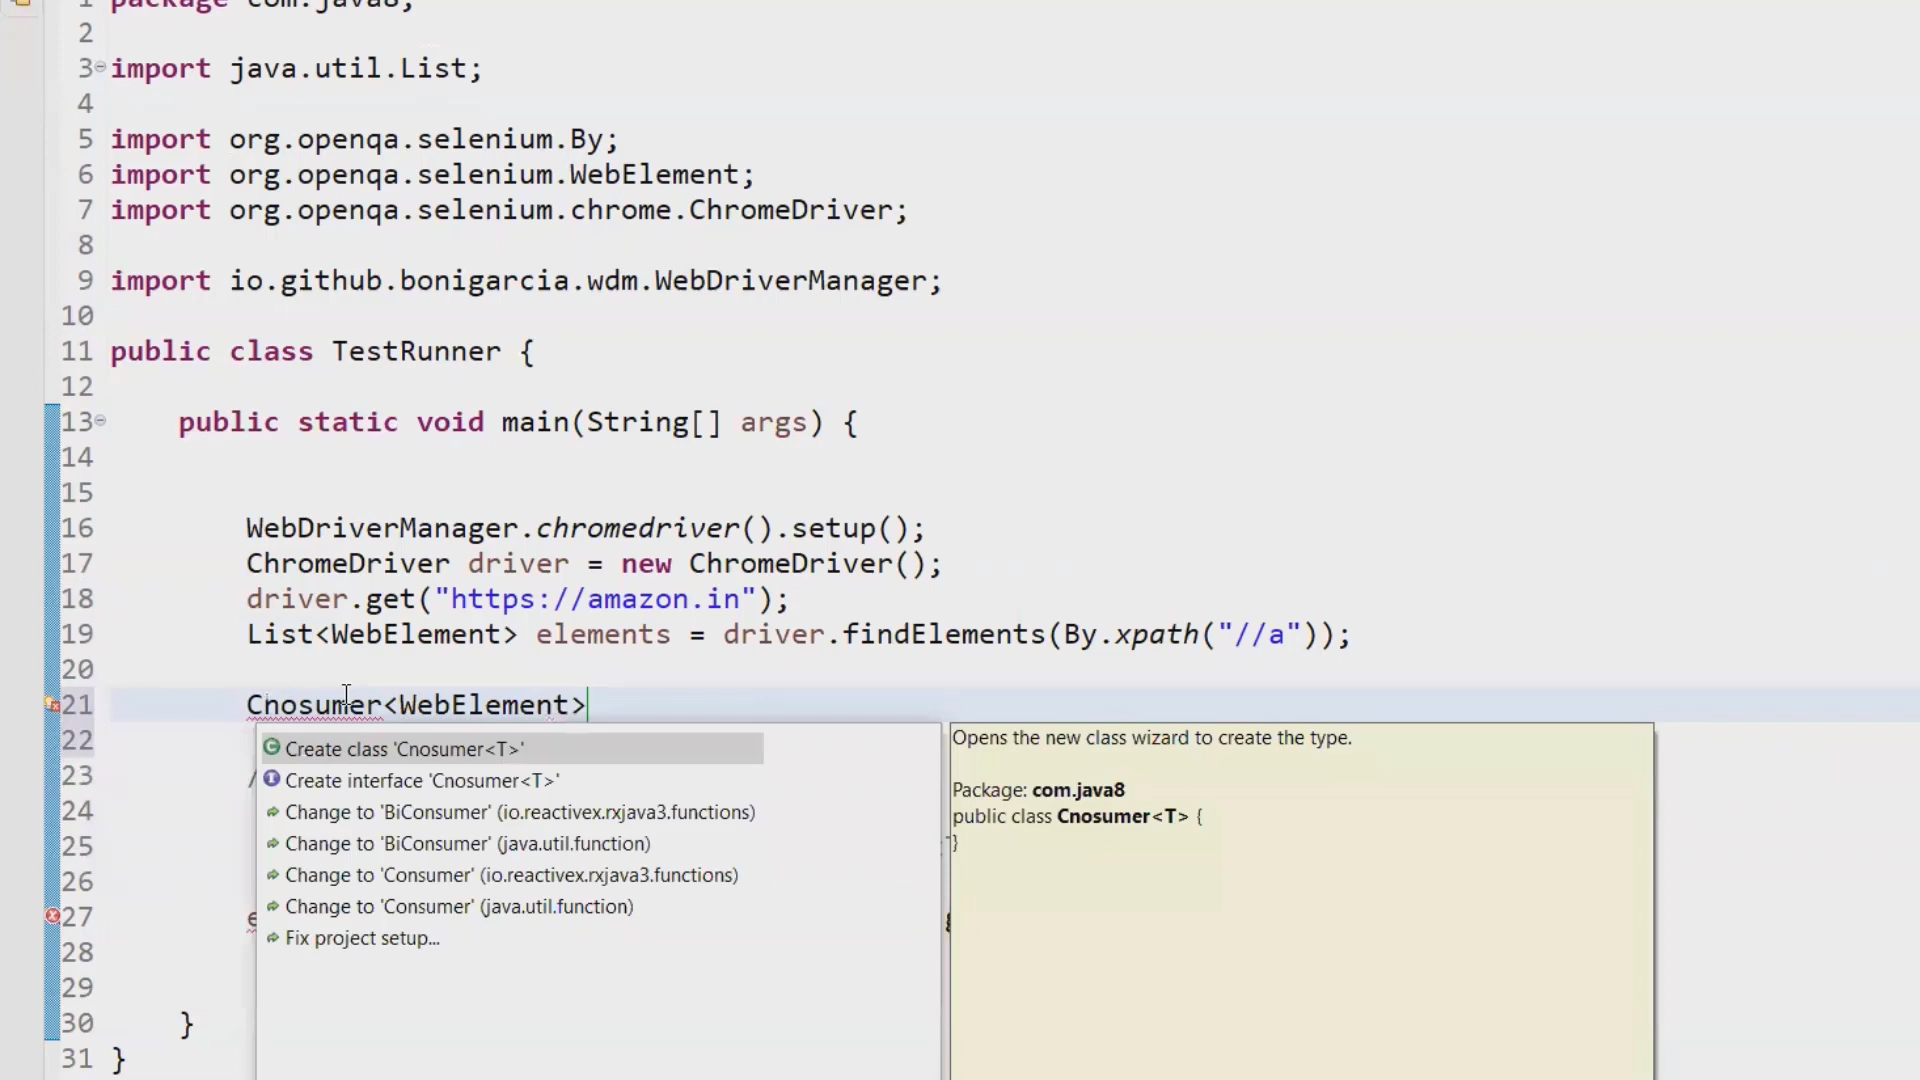 1 package com.java8;
2
3 import java.util.List;
4
5 import org.openqa.selenium.By;
6 import org.openqa.selenium.WebElement;
7 import org.openqa.selenium.chrome.ChromeDriver;
8
9 import io.github.bonigarcia.wdm.WebDriverManager;
10
11 public class TestRunner {
12
13 public static void main(String[] args) {
14
15
16 WebDriverManager.chromedriver().setup();
17 ChromeDriver driver = new ChromeDriver();
18 driver.get("https://amazon.in");
19 List<WebElement> elements = driver.findElements(By.xpath("//a"));
20
21 Cnosumer<WebElement>
22
23 /
24
25
26
27 e
28
29
30 }
31 }
Create class 'Cnosumer<T>'
Create interface 'Cnosumer<T>'
Change to 'BiConsumer' (io.reactivex.rxjava3.functions)
Change to 'BiConsumer' (java.util.function)
Change to 'Consumer' (io.reactivex.rxjava3.functions)
Change to 'Consumer' (java.util.function)
Fix project setup...
Opens the new class wizard to create the type.
Package: com.java8
public class Cnosumer<T> {
}